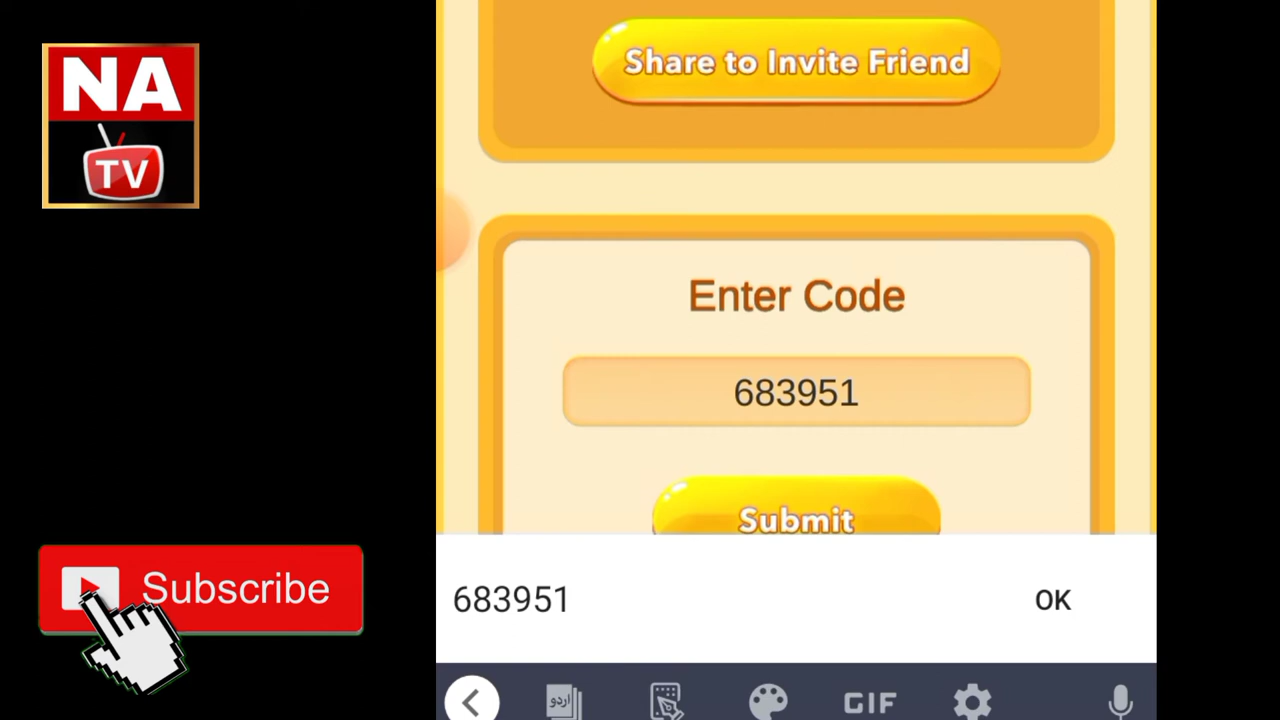 NA
TV
Share to Invite Friend
Enter Code
683951
Submit
683951
OK
Subscribe
اردو
GIF